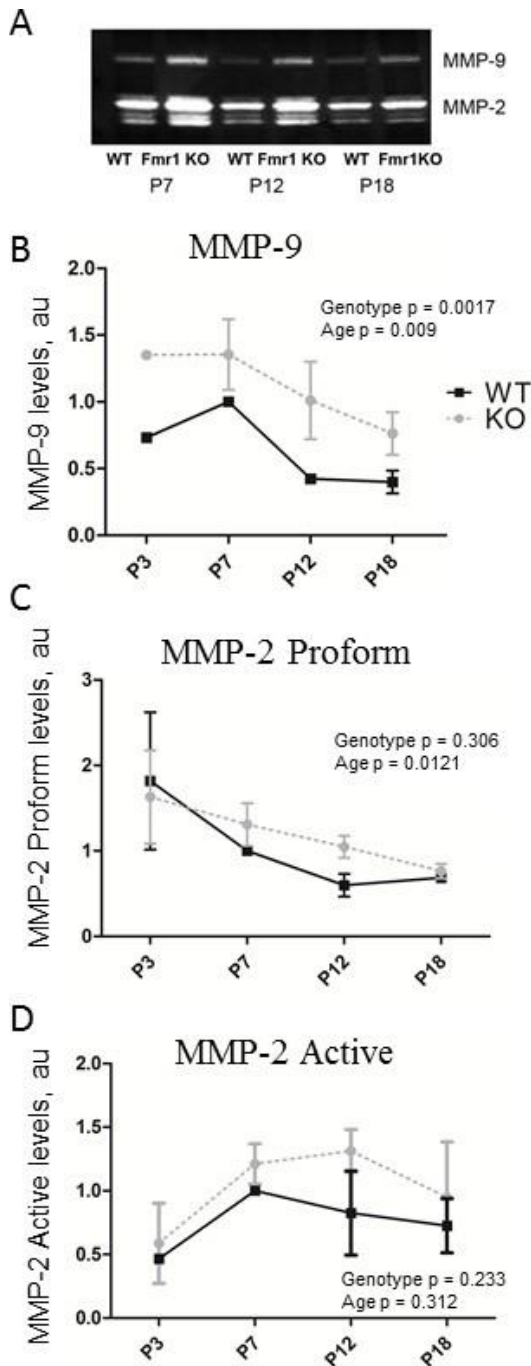 A
MMP-9
MMP-2
WT Fmr1 KO WT Fmr1 KO WT Fmr1KO
P7 P12 P18
B
MMP-9
MMP-9 levels, au
2.0
1.5
1.0
0.5
0.0
Genotype p = 0.0017
Age p = 0.009
WT
KO
P3 P7 P12 P18
C
MMP-2 Proform
MMP-2 Proform levels, au
3
2
1
0
Genotype p = 0.306
Age p = 0.0121
P3 P7 P12 P18
D
MMP-2 Active
MMP-2 Active levels, au
2.0
1.5
1.0
0.5
0.0
Genotype p = 0.233
Age p = 0.312
P3 P7 P12 P18